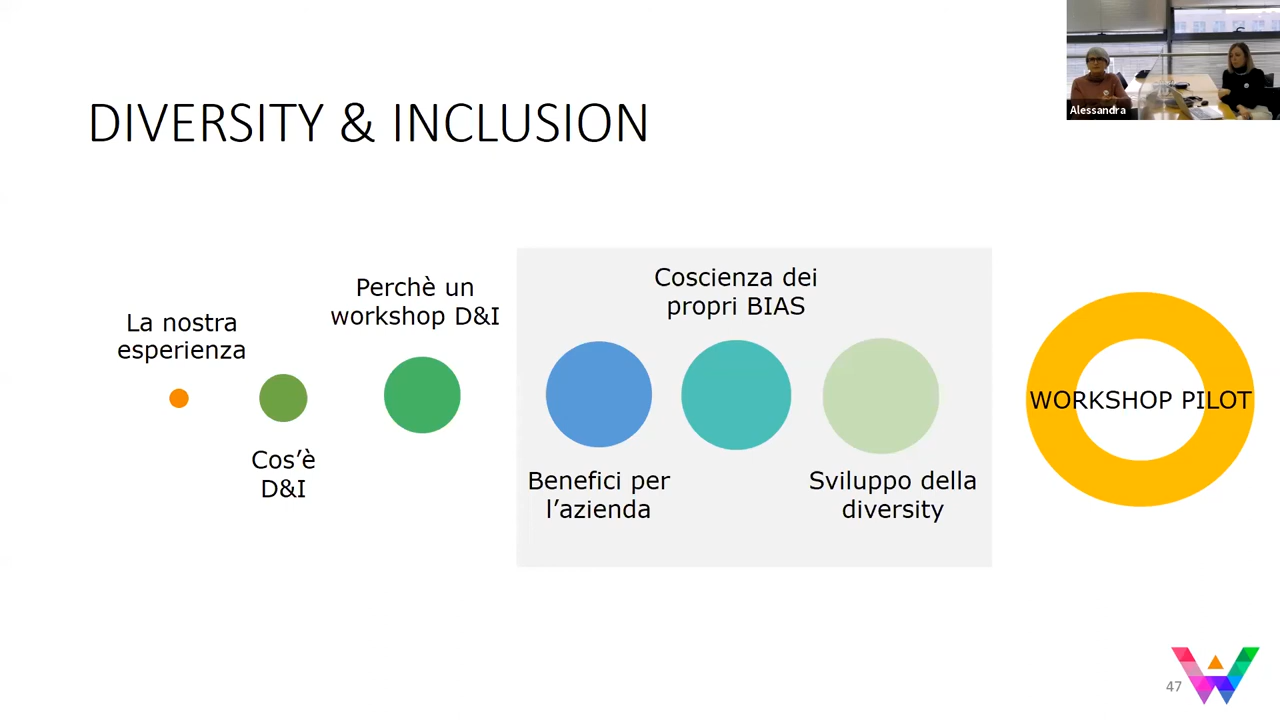 Alessandra
DIVERSITY & INCLUSION
La nostra
esperienza
Cos’è
D&I
Perchè un
workshop D&I
Benefici per
l’azienda
Coscienza dei
propri BIAS
Sviluppo della
diversity
WORKSHOP PILOT
47